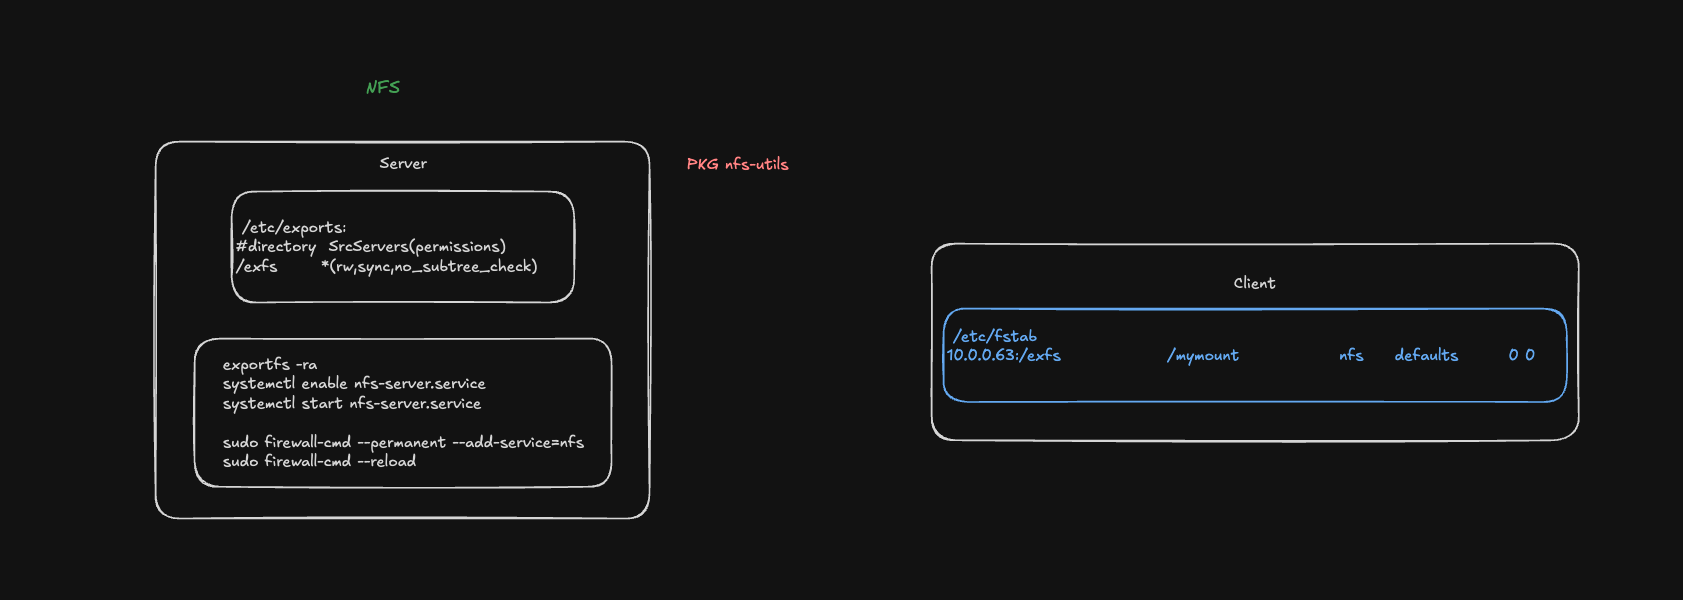 NFS
Server
PKG nfs-utils
/etc/exports:
#directory SrcServers(permissions)
/exfs *(rw,sync,no_subtree_check)
exportfs -ra
systemctl enable nfs-server.service
systemctl start nfs-server.service
sudo firewall-cmd --permanent --add-service=nfs
sudo firewall-cmd --reload
Client
/etc/fstab
10.0.0.63:/exfs /mymount nfs defaults 0 0